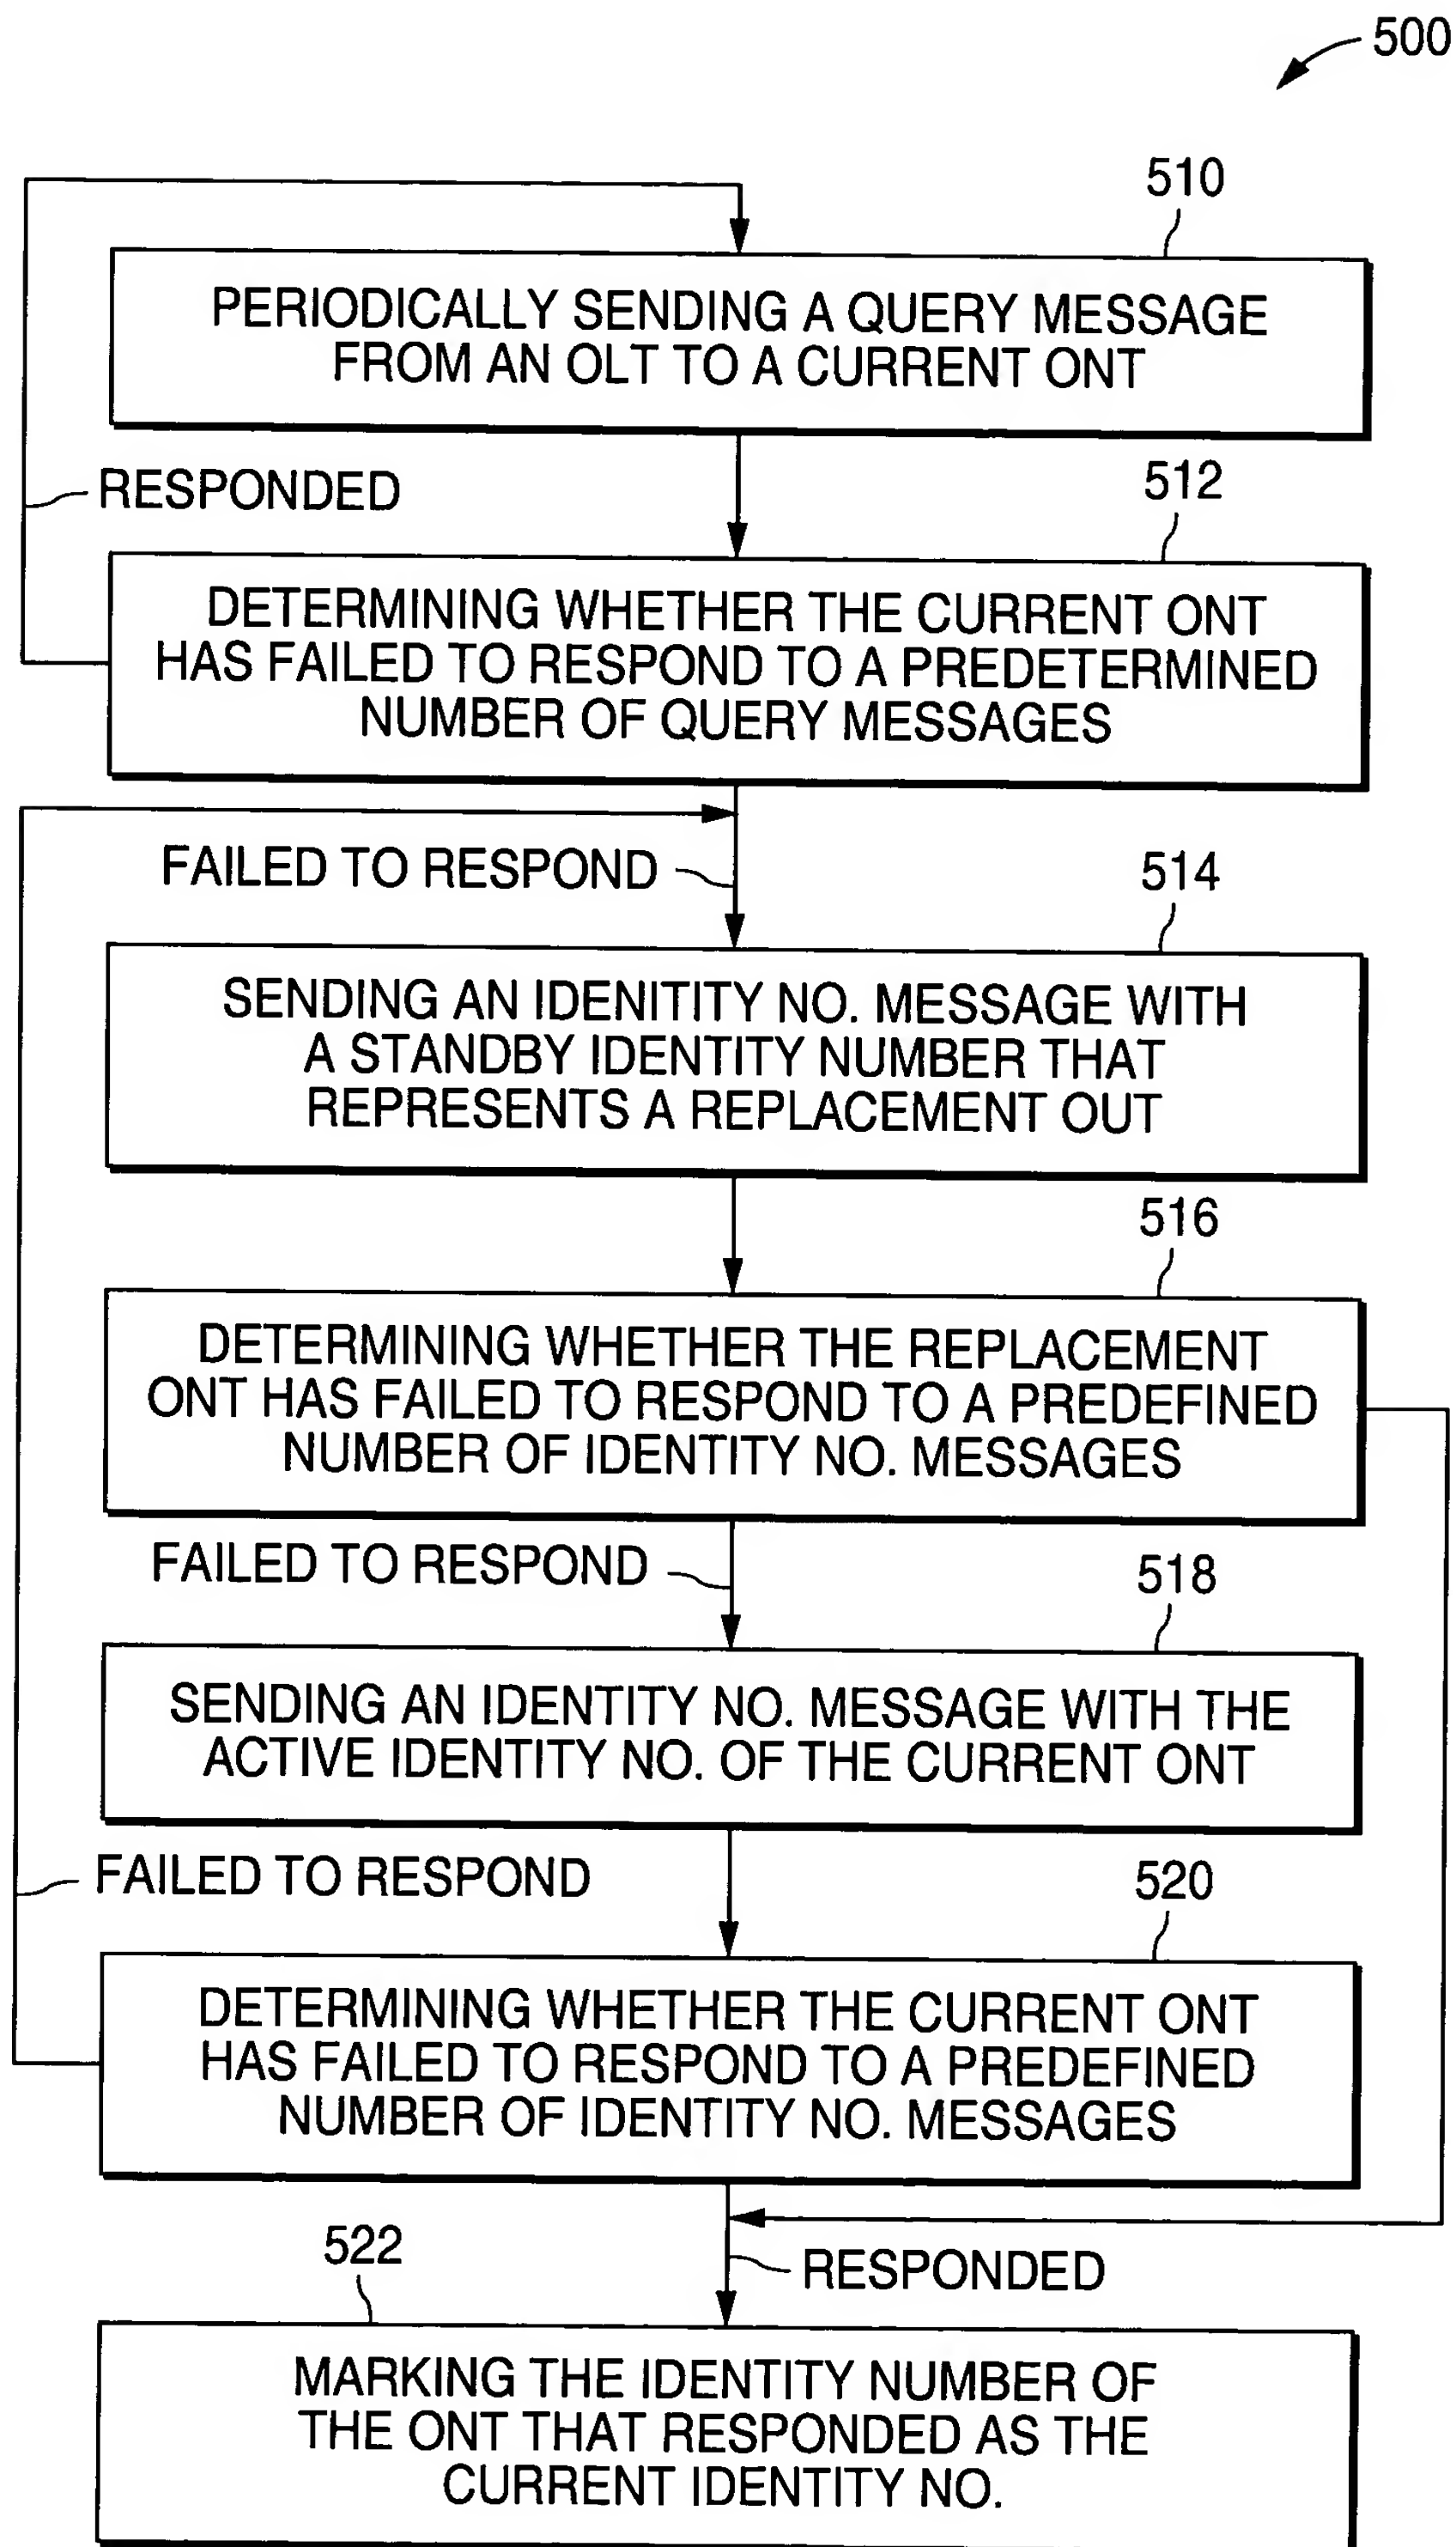 500
510
PERIODICALLY SENDING A QUERY MESSAGE
FROM AN OLT TO A CURRENT ONT
RESPONDED
512
DETERMINING WHETHER THE CURRENT ONT
HAS FAILED TO RESPOND TO A PREDETERMINED
NUMBER OF QUERY MESSAGES
FAILED TO RESPOND
514
SENDING AN IDENITITY NO. MESSAGE WITH
A STANDBY IDENTITY NUMBER THAT
REPRESENTS A REPLACEMENT OUT
516
DETERMINING WHETHER THE REPLACEMENT
ONT HAS FAILED TO RESPOND TO A PREDEFINED
NUMBER OF IDENTITY NO. MESSAGES
FAILED TO RESPOND
518
SENDING AN IDENTITY NO. MESSAGE WITH THE
ACTIVE IDENTITY NO. OF THE CURRENT ONT
FAILED TO RESPOND
520
DETERMINING WHETHER THE CURRENT ONT
HAS FAILED TO RESPOND TO A PREDEFINED
NUMBER OF IDENTITY NO. MESSAGES
522
RESPONDED
MARKING THE IDENTITY NUMBER OF
THE ONT THAT RESPONDED AS THE
CURRENT IDENTITY NO.